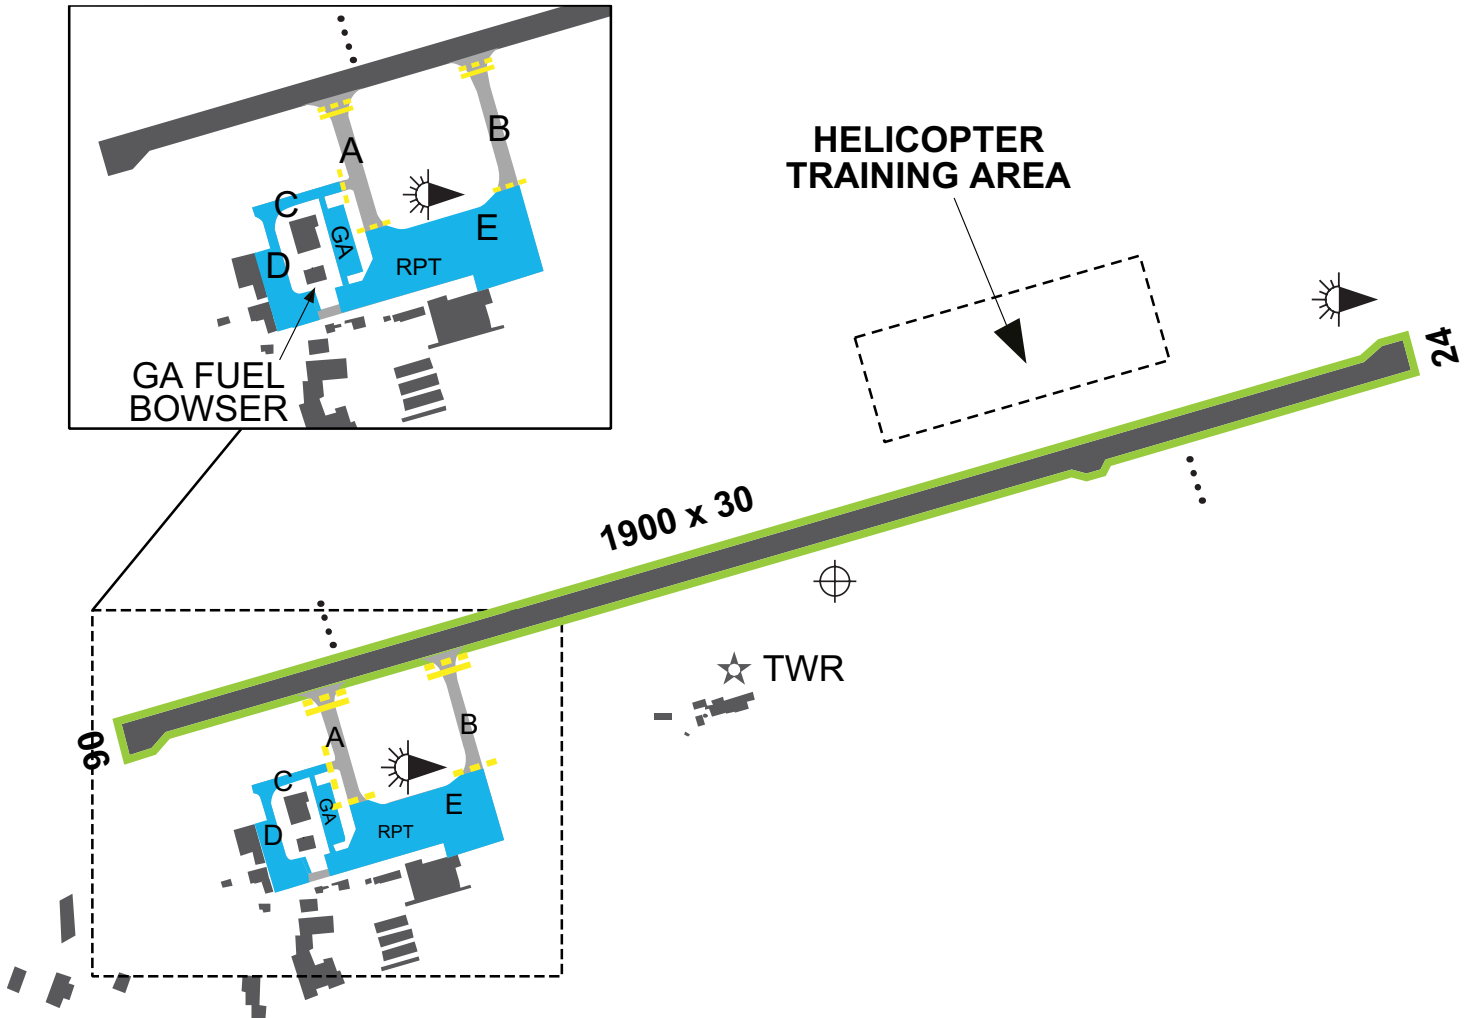 A
B
C
E
GA
D
RPT
GA FUEL
BOWSER
HELICOPTER
TRAINING AREA
24
1900 x 30
TWR
06
A
B
C
E
GA
D
RPT